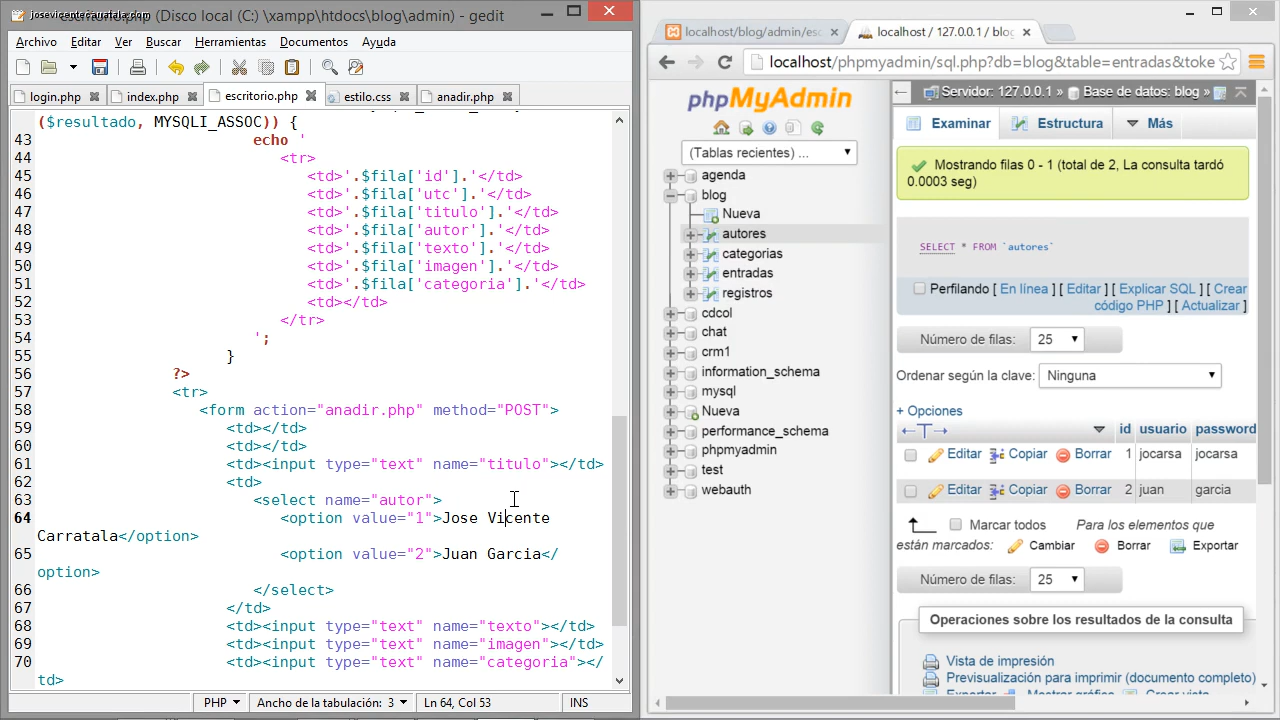 josevicentecarratala.com
(Disco local (C:) \xampp\htdocs\blog\admin) - gedit
Archivo Editar Ver Buscar Herramientas Documentos Ayuda
login.php index.php escritorio.php estilo.css anadir.php
($resultado, MYSQLI_ASSOC)) {
43 echo '
44 <tr>
45 <td>'.$fila['id'].'</td>
46 <td>'.$fila['utc'].'</td>
47 <td>'.$fila['titulo'].'</td>
48 <td>'.$fila['autor'].'</td>
49 <td>'.$fila['texto'].'</td>
50 <td>'.$fila['imagen'].'</td>
51 <td>'.$fila['categoria'].'</td>
52 <td></td>
53 </tr>
54 ';
55 }
56 ?>
57 <tr>
58 <form action="anadir.php" method="POST">
59 <td></td>
60 <td></td>
61 <td><input type="text" name="titulo"></td>
62 <td>
63 <select name="autor">
64 <option value="1">Jose Vicente
Carratala</option>
65 <option value="2">Juan Garcia</
option>
66 </select>
67 </td>
68 <td><input type="text" name="texto"></td>
69 <td><input type="text" name="imagen"></td>
70 <td><input type="text" name="categoria"></
td>
PHP Ancho de la tabulación: 3 Ln 64, Col 53 INS
localhost/blog/admin/esc localhost / 127.0.0.1 / blog
localhost/phpmyadmin/sql.php?db=blog&table=entradas&toke
phpMyAdmin
(Tablas recientes) ...
agenda
blog
Nueva
autores
categorias
entradas
registros
cdcol
chat
crm1
information_schema
mysql
Nueva
performance_schema
phpmyadmin
test
webauth
Servidor: 127.0.0.1 » Base de datos: blog »
Examinar Estructura Más
Mostrando filas 0 - 1 (total de 2, La consulta tardó
0.0003 seg)
SELECT * FROM `autores`
Perfilando [ En línea ] [ Editar ] [ Explicar SQL ] [ Crear
código PHP ] [ Actualizar ]
Número de filas: 25
Ordenar según la clave: Ninguna
+ Opciones
←T→ id usuario password
Editar Copiar Borrar 1 jocarsa jocarsa
Editar Copiar Borrar 2 juan garcia
Marcar todos Para los elementos que
están marcados: Cambiar Borrar Exportar
Número de filas: 25
Operaciones sobre los resultados de la consulta
Vista de impresión
Previsualización para imprimir (documento completo)
Exportar Mostrar gráfico Crear vista